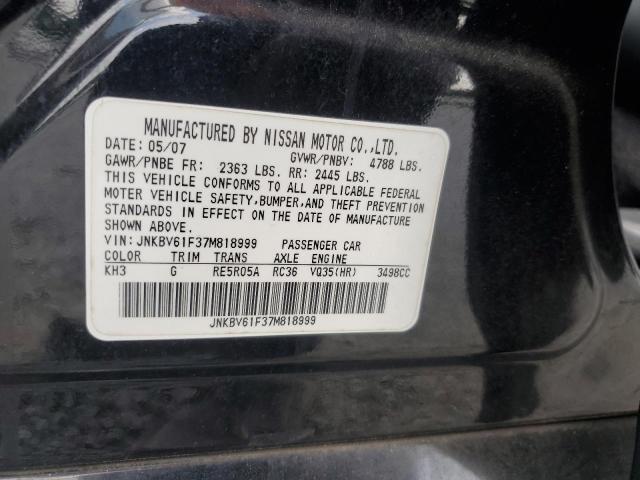 MANUFACTURED BY NISSAN MOTOR CO.,LTD.
DATE: 05/07 GVWR/PNBV: 4788 LBS.
GAWR/PNBE FR: 2363 LBS. RR: 2445 LBS.
THIS VEHICLE CONFORMS TO ALL APPLICABLE FEDERAL
MOTOR VEHICLE SAFETY,BUMPER,AND THEFT PREVENTION
STANDARDS IN EFFECT ON THE DATE OF MANUFACTURE
SHOWN ABOVE.
VIN: JNKBV61F37M818999 PASSENGER CAR
COLOR TRIM TRANS AXLE ENGINE
KH3 G RE5R05A RC36 VQ35(HR) 3498CC
JNKBV61F37M818999